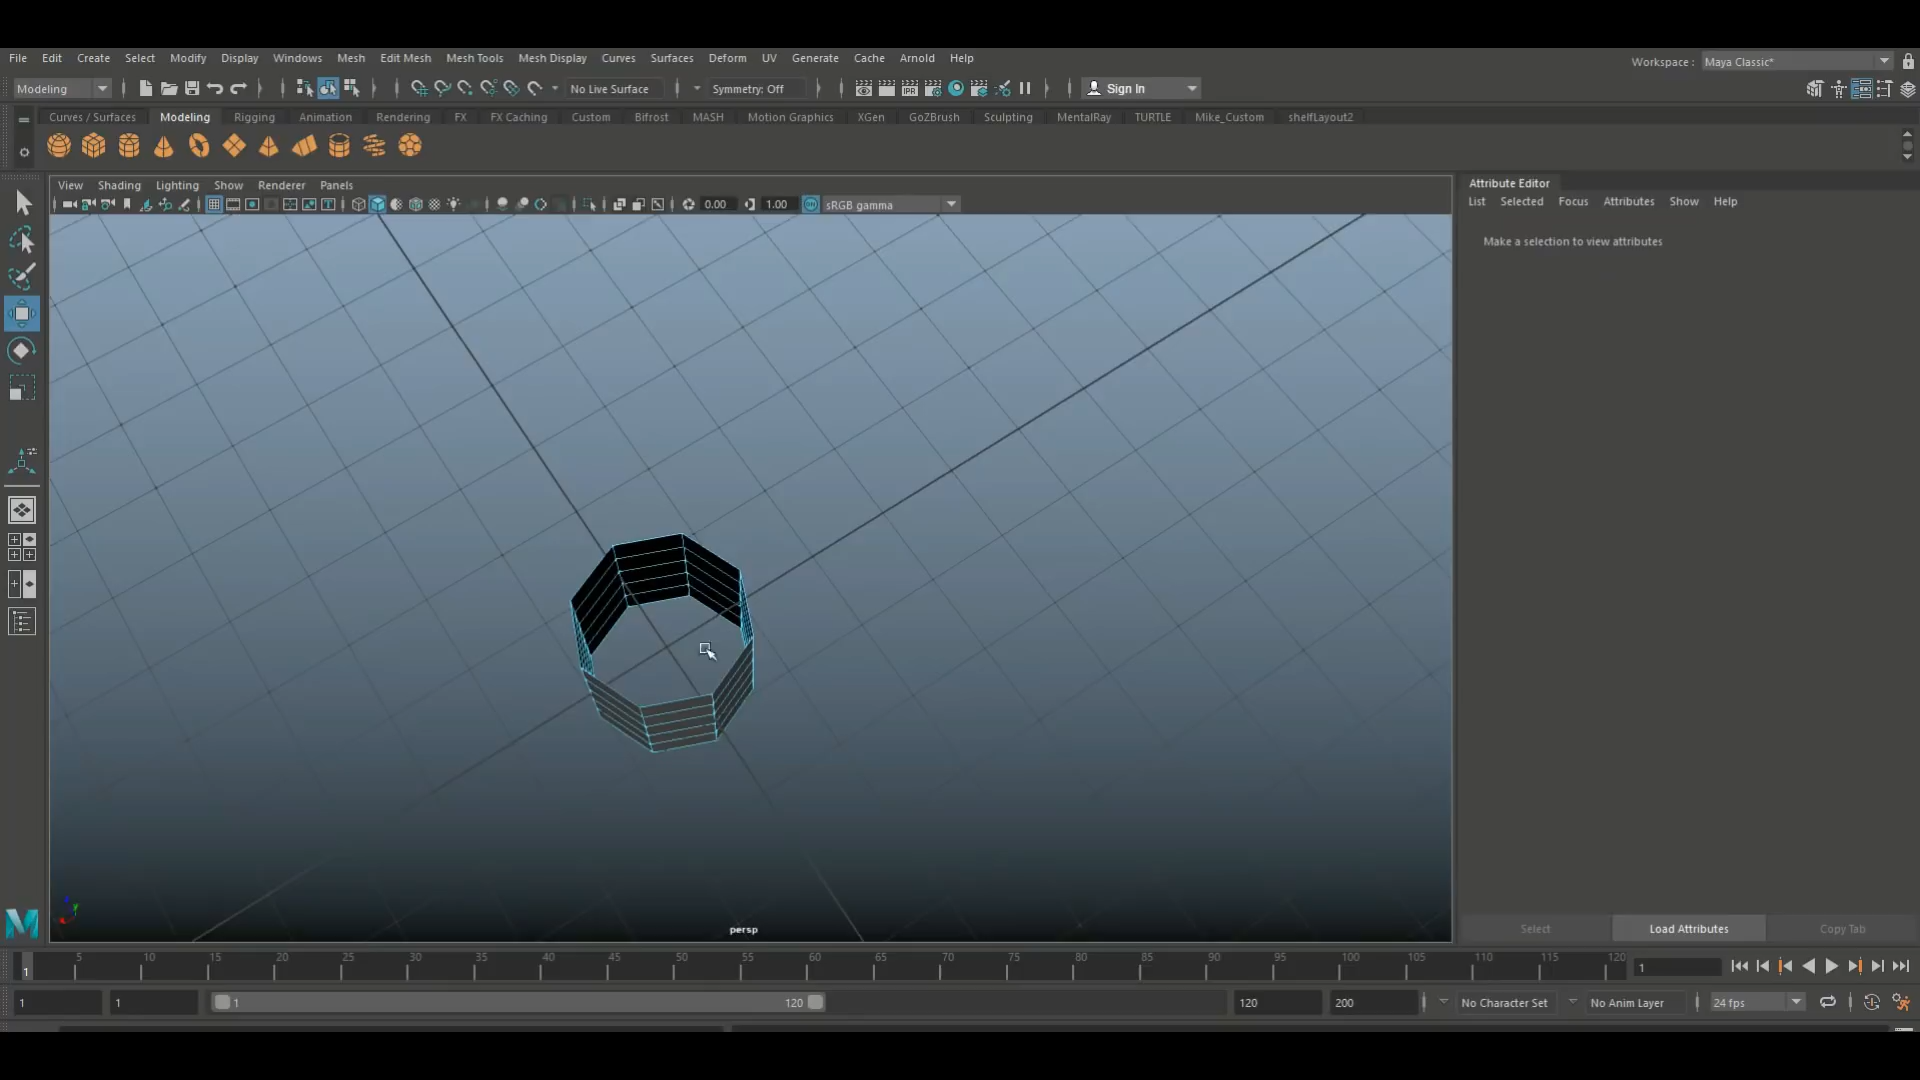 File Edit Create Select Modify Display Windows Mesh Edit Mesh Mesh Tools Mesh Display Curves Surfaces Deform UV Generate Cache Arnold Help
Workspace : Maya Classic*
Modeling No Live Surface Symmetry: Off Sign In
Curves / Surfaces Modeling Rigging Animation Rendering FX FX Caching Custom Bifrost MASH Motion Graphics XGen GoZBrush Sculpting MentalRay TURTLE Mike_Custom shelfLayout2
View Shading Lighting Show Renderer Panels
0.00 1.00 sRGB gamma
Attribute Editor
List Selected Focus Attributes Show Help
Make a selection to view attributes
persp
Select Load Attributes Copy Tab
1 5 10 15 20 25 30 35 40 45 50 55 60 65 70 75 80 85 90 95 100 105 110 115 120 1
1 1 1 120 120 200 No Character Set No Anim Layer 24 fps